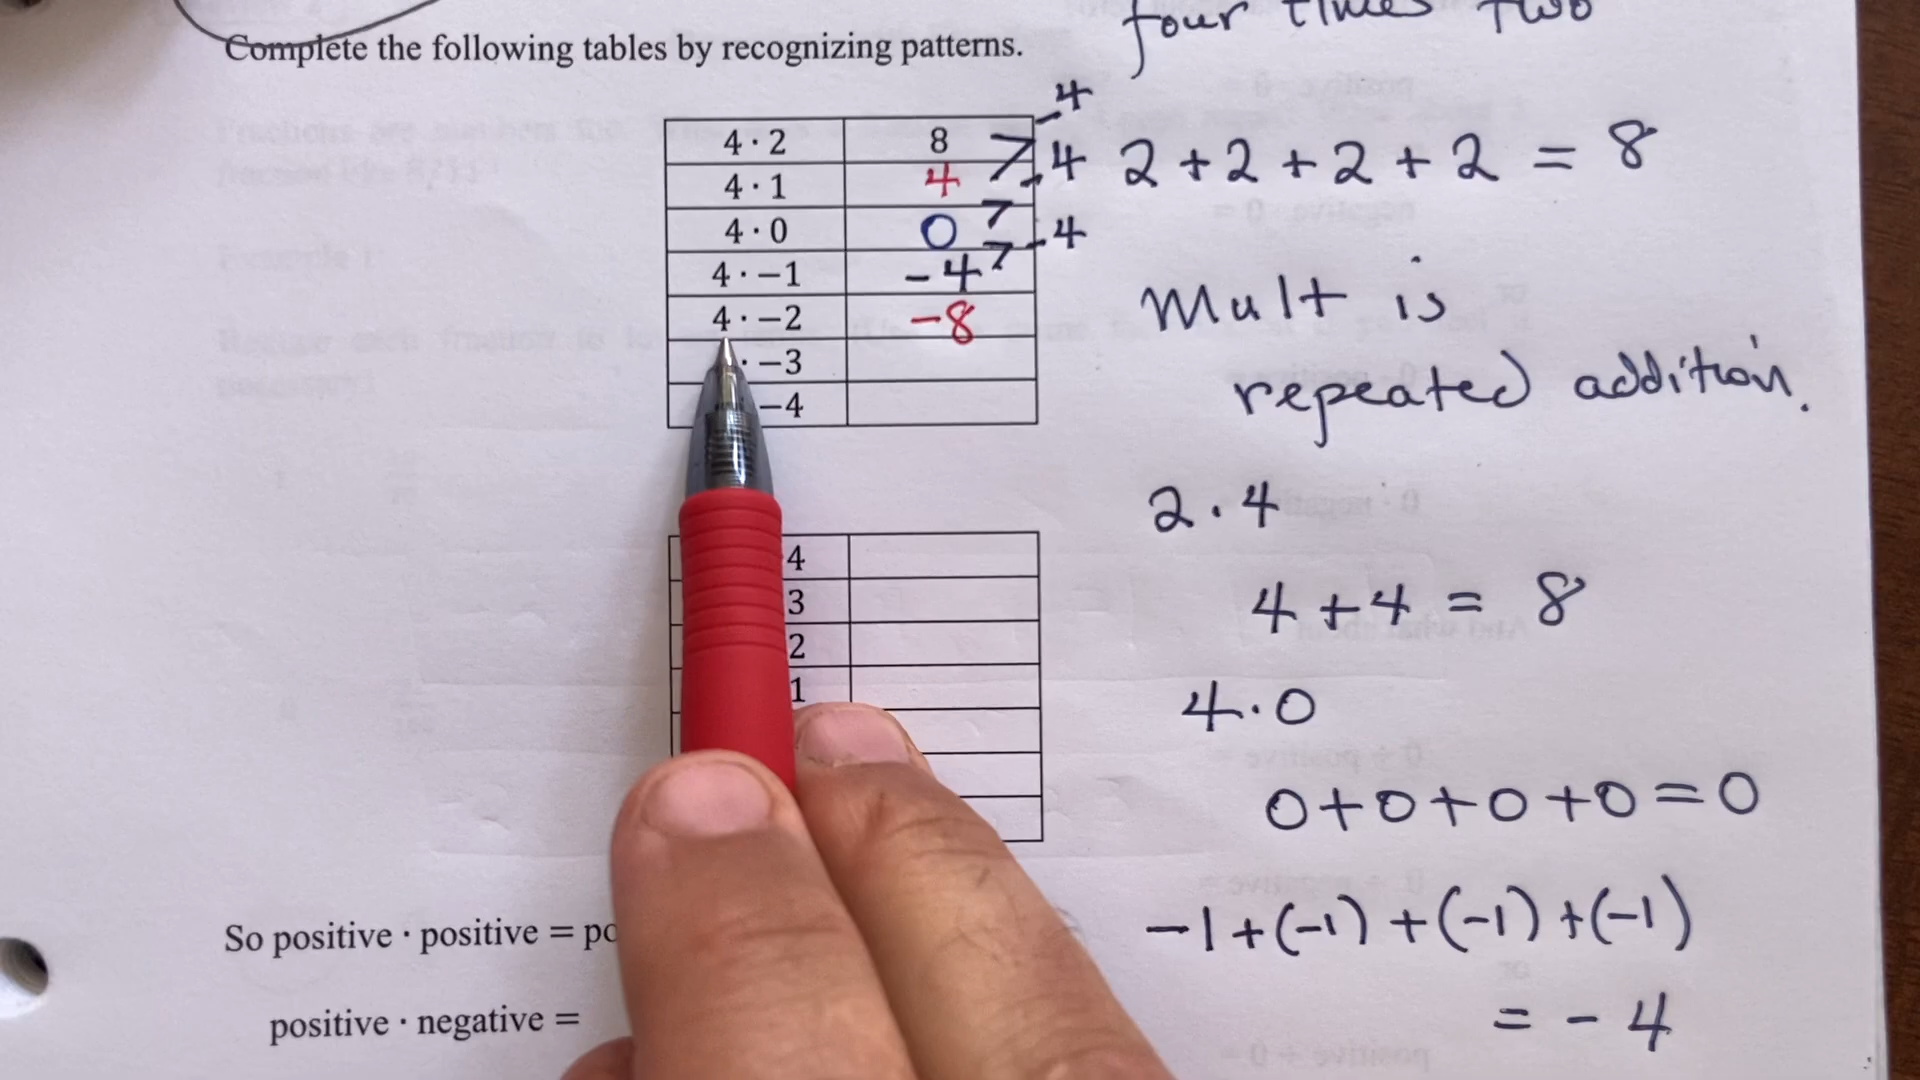 four times two
Complete the following tables by recognizing patterns.
-4
4 · 2 8 -4 2 + 2 + 2 + 2 = 8
4 · 1 4
4 · 0 0 -4
4 · −1 -4
4 · −2 -8
· −3
−4
Mult is
repeated addition.
2 . 4
4 + 4 = 8
4 . 0
0 + 0 + 0 + 0 = 0
-1 + (-1) + (-1) + (-1)
= - 4
4
3
2
1
So positive · positive = po
positive · negative =